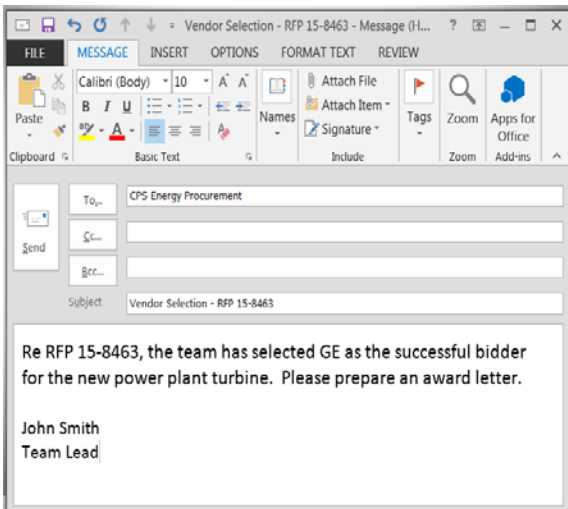 Vendor Selection - RFP 15-8463 - Message (H... ?
FILE MESSAGE INSERT OPTIONS FORMAT TEXT REVIEW
Calibri (Body) 10 A A
B I U
ab A A
Paste
Names
Attach File
Attach Item
Signature
Tags
Zoom
Apps for
Office
Clipboard Basic Text Include Zoom Add-ins
Send
To... CPS Energy Procurement
Cc...
Bcc...
Subject Vendor Selection - RFP 15-8463
Re RFP 15-8463, the team has selected GE as the successful bidder
for the new power plant turbine. Please prepare an award letter.
John Smith
Team Lead